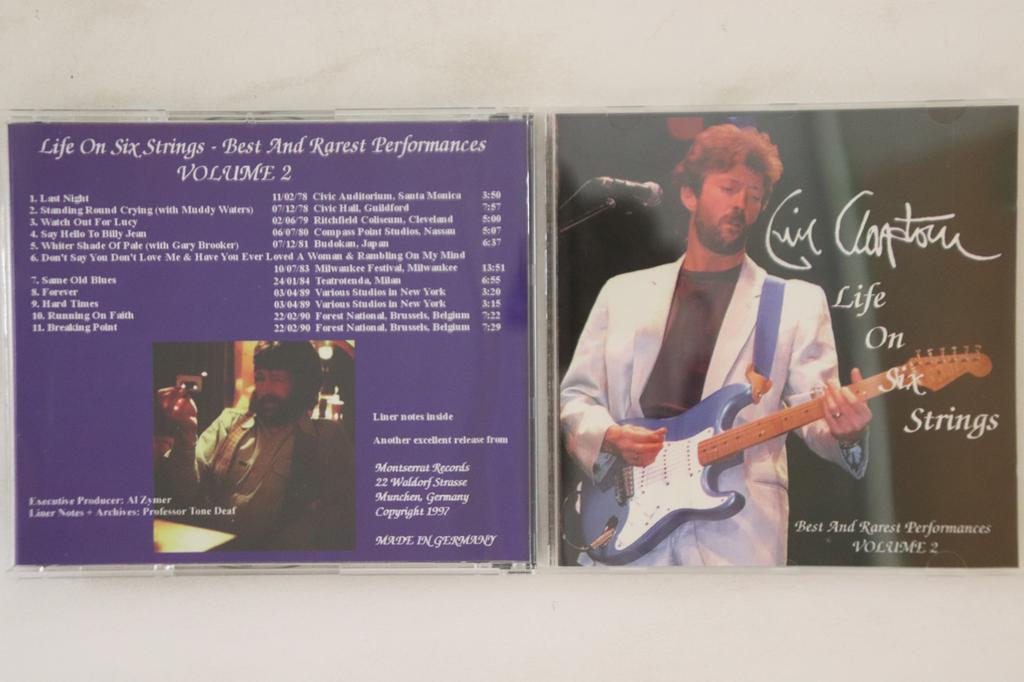 Life On Six Strings - Best And Rarest Performances
VOLUME 2
1. Last Night 11/02/78 Civic Auditorium, Santa Monica 3:50
2. Standing Round Crying (with Muddy Waters) 07/12/78 Civic Hall, Guildford 7:57
3. Watch Out For Lucy 02/06/79 Ritchfield Coliseum, Cleveland 5:00
4. Say Hello To Billy Jean 06/07/80 Compass Point Studios, Nassau 5:07
5. Whiter Shade Of Pale (with Gary Brooker) 07/12/81 Budokan, Japan 6:37
6. Don't Say You Don't Love Me & Have You Ever Loved A Woman & Rambling On My Mind
10/07/83 Milwaukee Festival, Milwaukee 13:51
7. Same Old Blues 24/01/84 Teatrotenda, Milan 6:55
8. Forever 03/04/89 Various Studios in New York 3:20
9. Hard Times 03/04/89 Various Studios in New York 3:15
10. Running On Faith 22/02/90 Forest National, Brussels, Belgium 7:22
11. Breaking Point 22/02/90 Forest National, Brussels, Belgium 7:29
Liner notes inside
Another excellent release from
Montserrat Records
22 Waldorf Strasse
Munchen, Germany
Copyright 1997
MADE IN GERMANY
Executive Producer: Al Zymer
Liner Notes + Archives: Professor Tone Deaf
Eric Clapton
Life
On
Six
Strings
Best And Rarest Performances
VOLUME 2